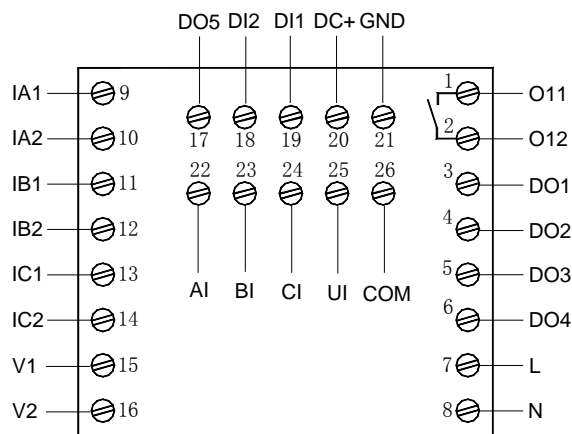 DO5 DI2 DI1 DC+ GND
IA1 9 1 O11
17 18 19 20 21
IA2 10 2 O12
22 23 24 25 26
IB1 11 3 DO1
IB2 12 4 DO2
IC1 13 5 DO3
AI BI CI UI COM
IC2 14 6 DO4
V1 15 7 L
V2 16 8 N